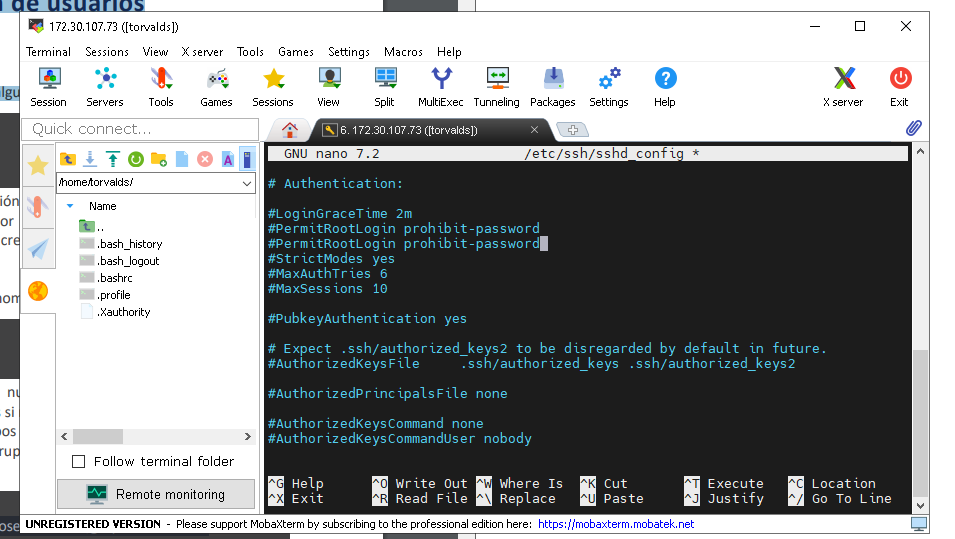 n de usuarios
172.30.107.73 ([torvalds])
Terminal Sessions View X server Tools Games Settings Macros Help
Session Servers Tools Games Sessions View Split MultiExec Tunneling Packages Settings Help X server Exit
Quick connect...
6. 172.30.107.73 ([torvalds])
/home/torvalds/
Name
..
.bash_history
.bash_logout
.bashrc
.profile
.Xauthority
Follow terminal folder
Remote monitoring
GNU nano 7.2 /etc/ssh/sshd_config *
# Authentication:
#LoginGraceTime 2m
#PermitRootLogin prohibit-password
#PermitRootLogin prohibit-password
#StrictModes yes
#MaxAuthTries 6
#MaxSessions 10
#PubkeyAuthentication yes
# Expect .ssh/authorized_keys2 to be disregarded by default in future.
#AuthorizedKeysFile .ssh/authorized_keys .ssh/authorized_keys2
#AuthorizedPrincipalsFile none
#AuthorizedKeysCommand none
#AuthorizedKeysCommandUser nobody
^G Help ^O Write Out ^W Where Is ^K Cut ^T Execute ^C Location
^X Exit ^R Read File ^\ Replace ^U Paste ^J Justify ^/ Go To Line
UNREGISTERED VERSION - Please support MobaXterm by subscribing to the professional edition here: https://mobaxterm.mobatek.net